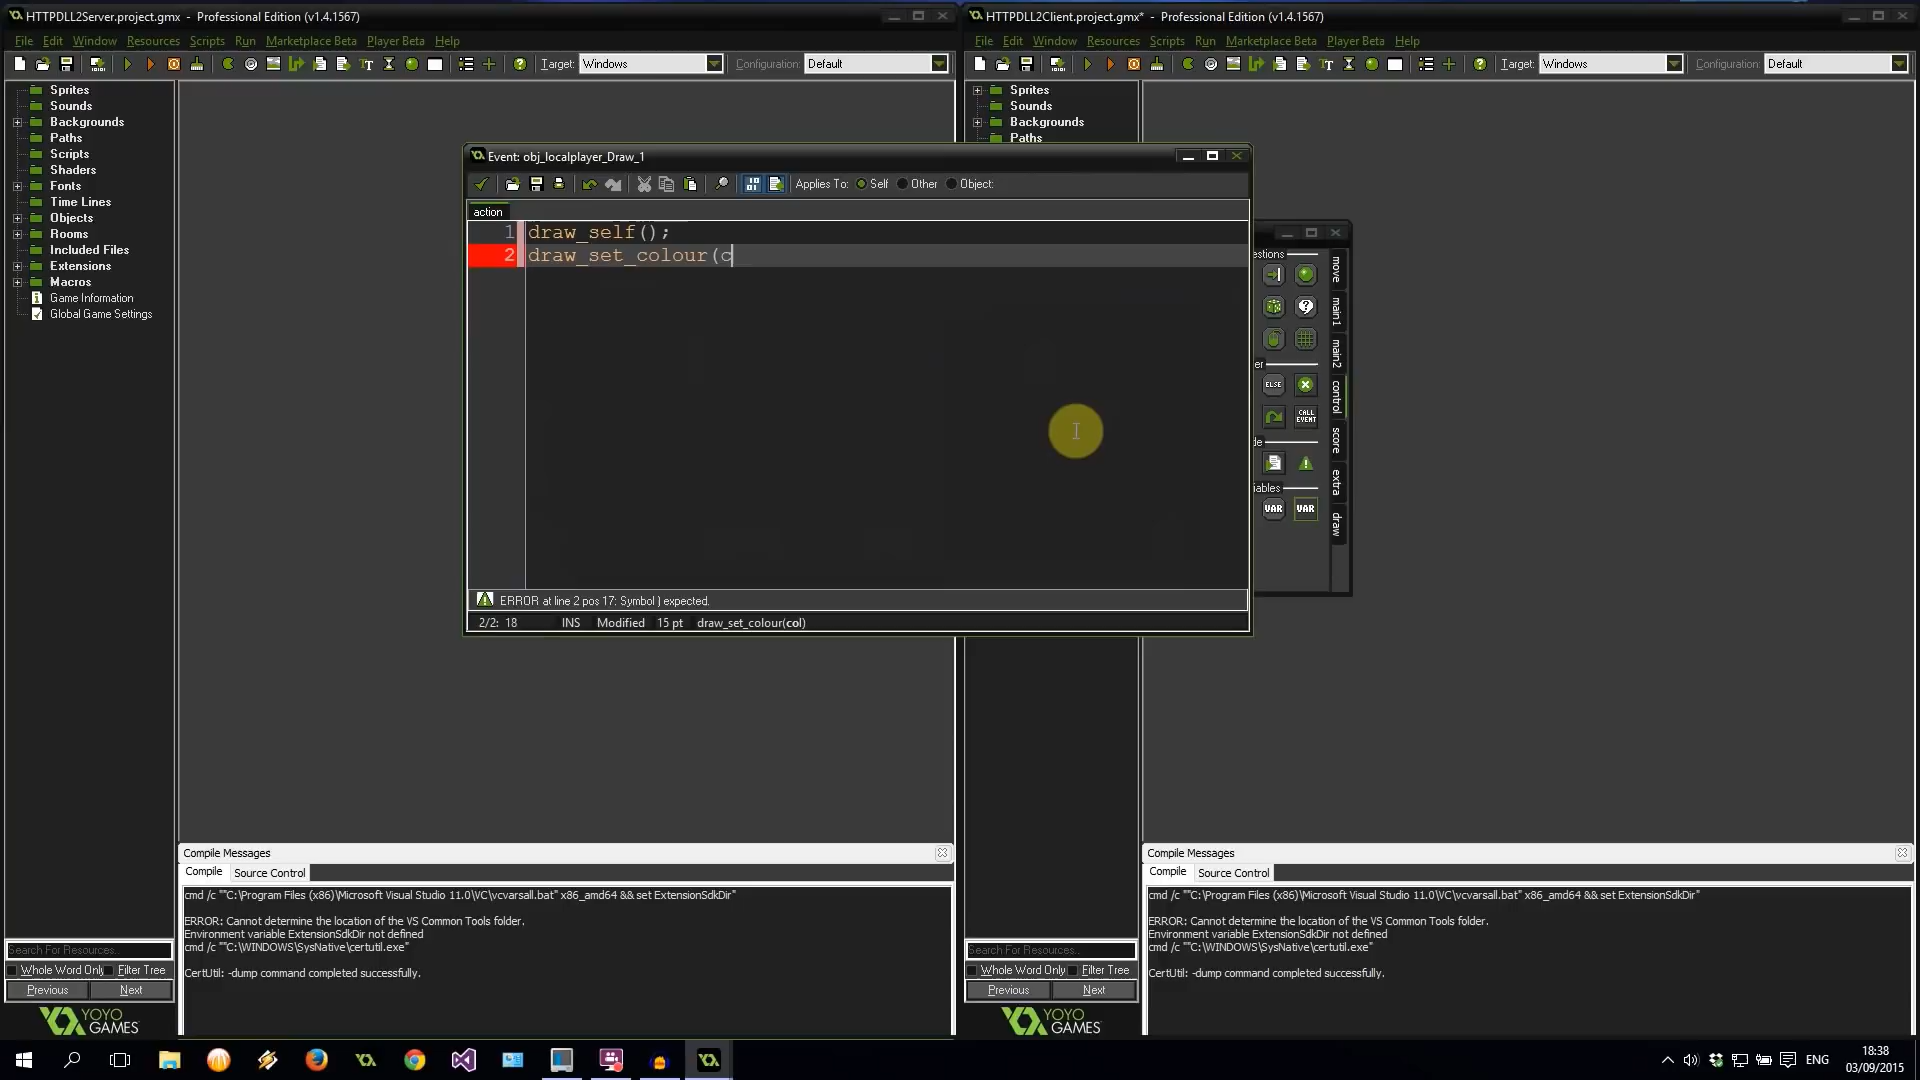 HTTPDLL2Server.project.gmx - Professional Edition (v1.4.1567)
File Edit Window Resources Scripts Run Marketplace Beta Player Beta Help
Target: Windows Configuration: Default
Sprites
Sounds
Backgrounds
Paths
Scripts
Shaders
Fonts
Time Lines
Objects
Rooms
Included Files
Extensions
Macros
Game Information
Global Game Settings
Search For Resources
Whole Word Only Filter Tree
Previous Next
YOYO
GAMES
Compile Messages
Compile Source Control
cmd /c ""C:\Program Files (x86)\Microsoft Visual Studio 11.0\VC\vcvarsall.bat" x86_amd64 && set ExtensionSdkDir"
ERROR: Cannot determine the location of the VS Common Tools folder.
Environment variable ExtensionSdkDir not defined
cmd /c ""C:\WINDOWS\SysNative\certutil.exe"
CertUtil: -dump command completed successfully.
HTTPDLL2Client.project.gmx* - Professional Edition (v1.4.1567)
File Edit Window Resources Scripts Run Marketplace Beta Player Beta Help
Target: Windows Configuration: Default
Sprites
Sounds
Backgrounds
Paths
Event: obj_localplayer_Draw_1
Applies To: Self Other Object:
action
1 draw_self();
2 draw_set_colour(c
ERROR at line 2 pos 17: Symbol ) expected.
2/2: 18 INS Modified 15 pt draw_set_colour(col)
estions
ELSE
CALL
EVENT
iables
VAR VAR
move
main1
main2
control
score
extra
draw
Search For Resources
Whole Word Only Filter Tree
Previous Next
YOYO
GAMES
Compile Messages
Compile Source Control
cmd /c ""C:\Program Files (x86)\Microsoft Visual Studio 11.0\VC\vcvarsall.bat" x86_amd64 && set ExtensionSdkDir"
ERROR: Cannot determine the location of the VS Common Tools folder.
Environment variable ExtensionSdkDir not defined
cmd /c ""C:\WINDOWS\SysNative\certutil.exe"
CertUtil: -dump command completed successfully.
ENG
18:38
03/09/2015